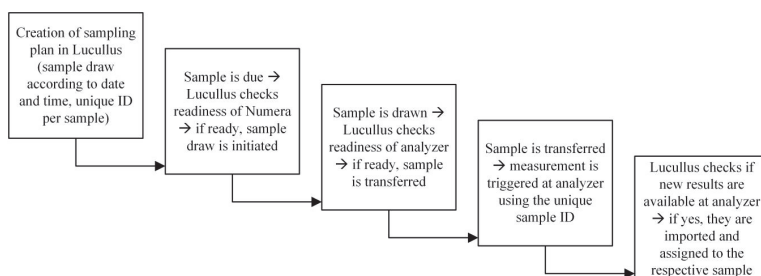 Creation of sampling
plan in Lucullus
(sample draw
according to date
and time, unique ID
per sample)
Sample is due → 
Lucullus checks
readiness of Numera
→ if ready, sample
draw is initiated
Sample is drawn →
Lucullus checks
readiness of analyzer
→ if ready, sample
is transferred
Sample is transferred
→ measurement is
triggered at analyzer
using the unique
sample ID
Lucullus checks if
new results are
available at analyzer
→ if yes, they are
imported and
assigned to the
respective sample